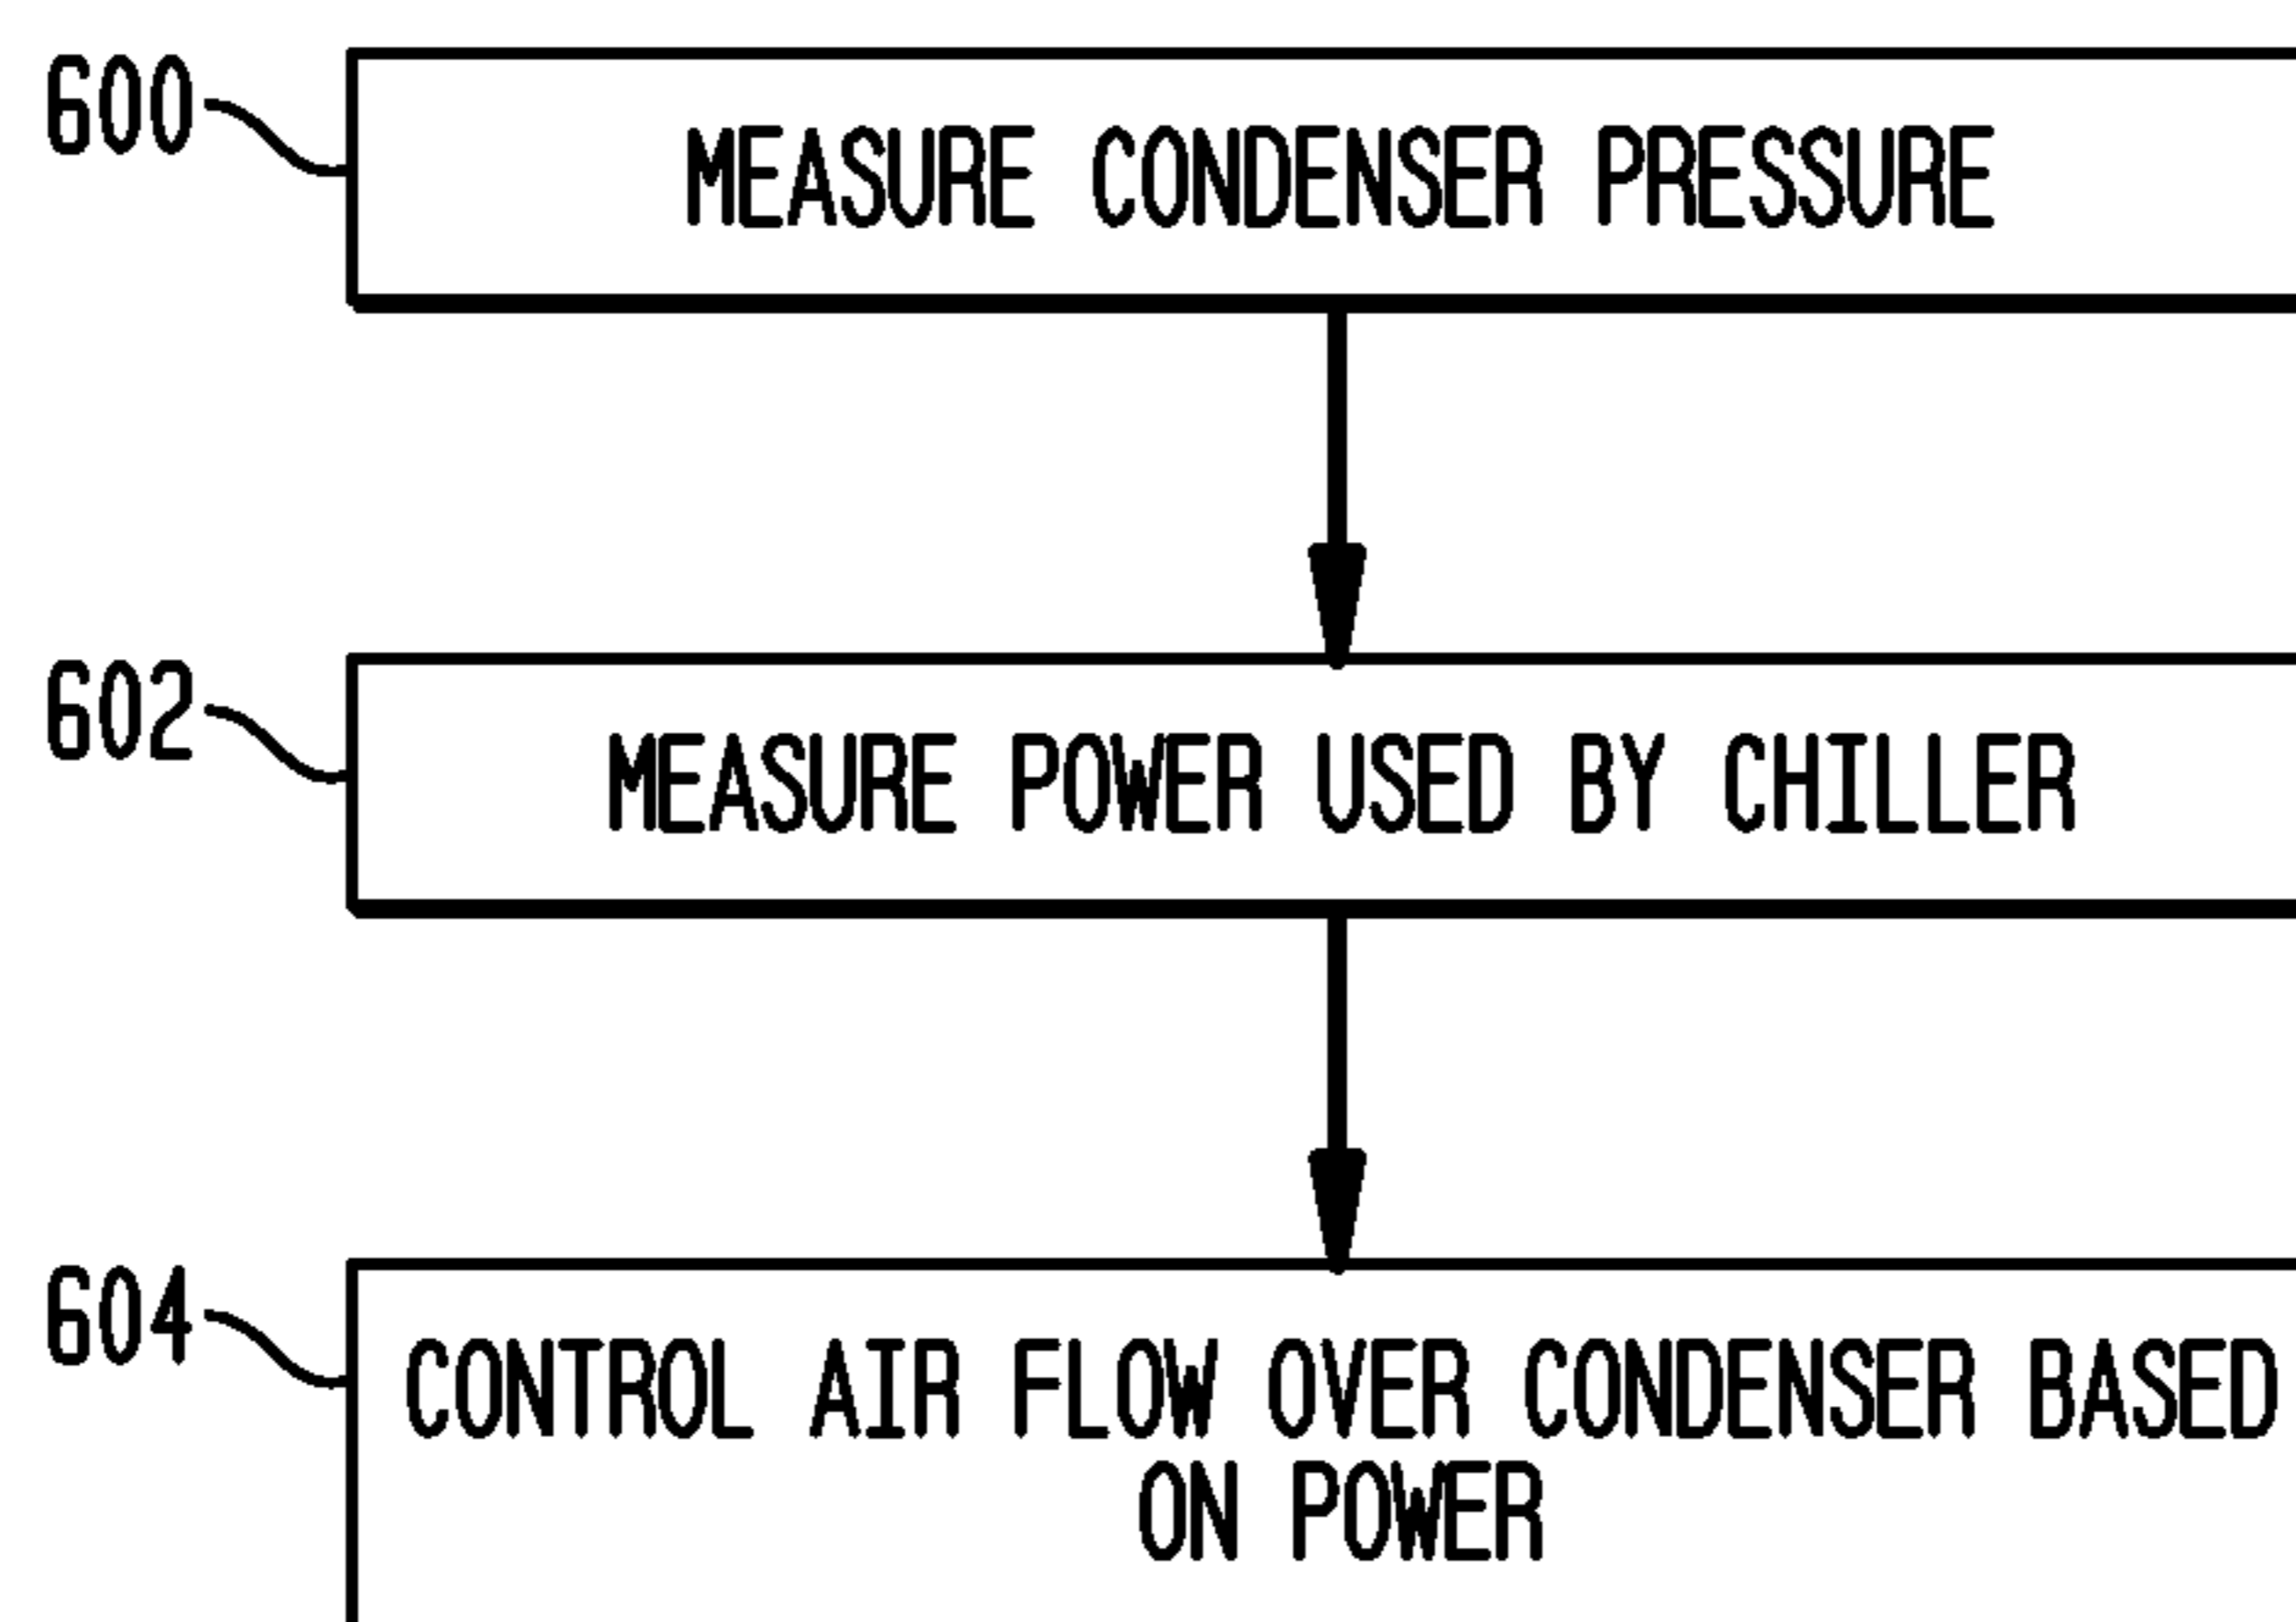 600
MEASURE CONDENSER PRESSURE
602
MEASURE POWER USED BY CHILLER
604
CONTROL AIR FLOW OVER CONDENSER BASED
ON POWER